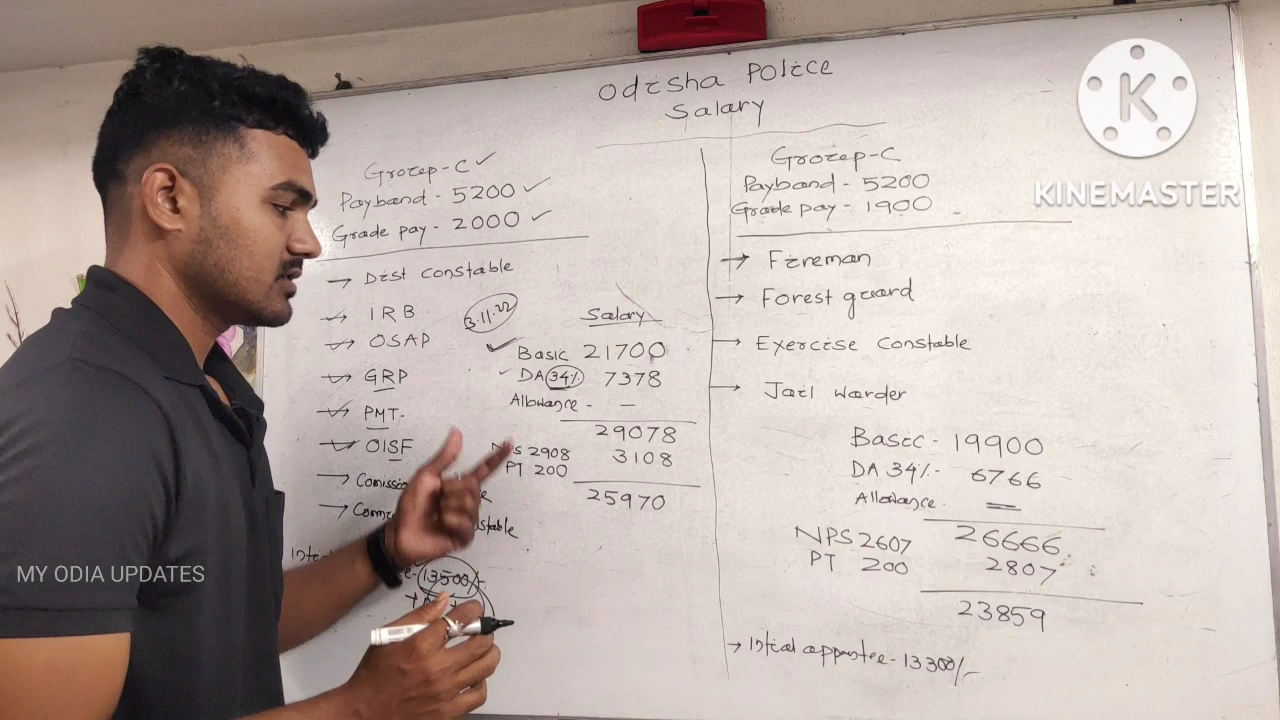 Odisha Police
Salary
Group-C
Payband - 5200
Grade pay - 2000
→ Dist Constable
→ IRB
→ OSAP
→ GRP
→ PMT.
→ OISF
3.11.22
Salary
Basic 21700
DA 34% 7378
Allowance - —
29078
NPS 2908 3108
PT 200
25970
13500/-
Group-C
Payband - 5200
Grade pay - 1900
→ Fireman
→ Forest guard
→ Exercise Constable
→ Jail Warder
Basic - 19900
DA 34%- 6766
Allowance
26666
NPS 2607 2807
PT 200
23859
→ Intial appointee - 13300/-
K
KINEMASTER
MY ODIA UPDATES